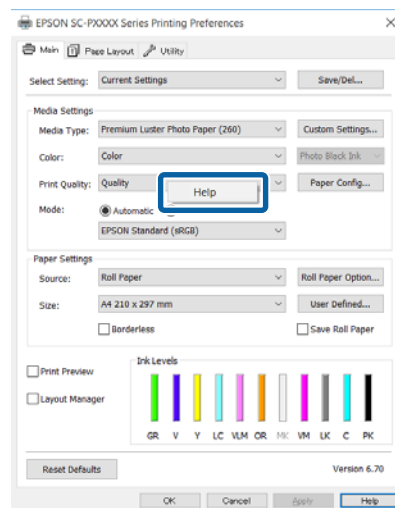 EPSON SC-PXXXX Series Printing Preferences
Main Page Layout Utility
Select Setting: Current Settings Save/Del...
Media Settings
Media Type: Premium Luster Photo Paper (260) Custom Settings...
Color: Color Photo Black Ink
Print Quality: Quality Paper Config...
Help
Mode: Automatic
EPSON Standard (sRGB)
Paper Settings
Source: Roll Paper Roll Paper Option...
Size: A4 210 x 297 mm User Defined...
Borderless Save Roll Paper
Print Preview
Layout Manager
Ink Levels
GR V Y LC VLM OR MK VM LK C PK
Reset Defaults Version 6.70
OK Cancel Apply Help